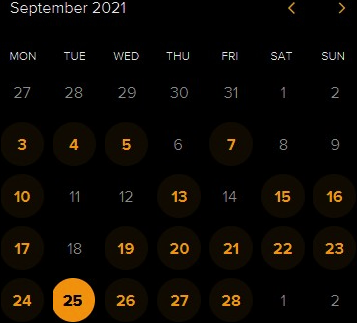 September 2021
MON TUE WED THU FRI SAT SUN
27 28 29 30 31 1 2
3 4 5 6 7 8 9
10 11 12 13 14 15 16
17 18 19 20 21 22 23
24 25 26 27 28 1 2